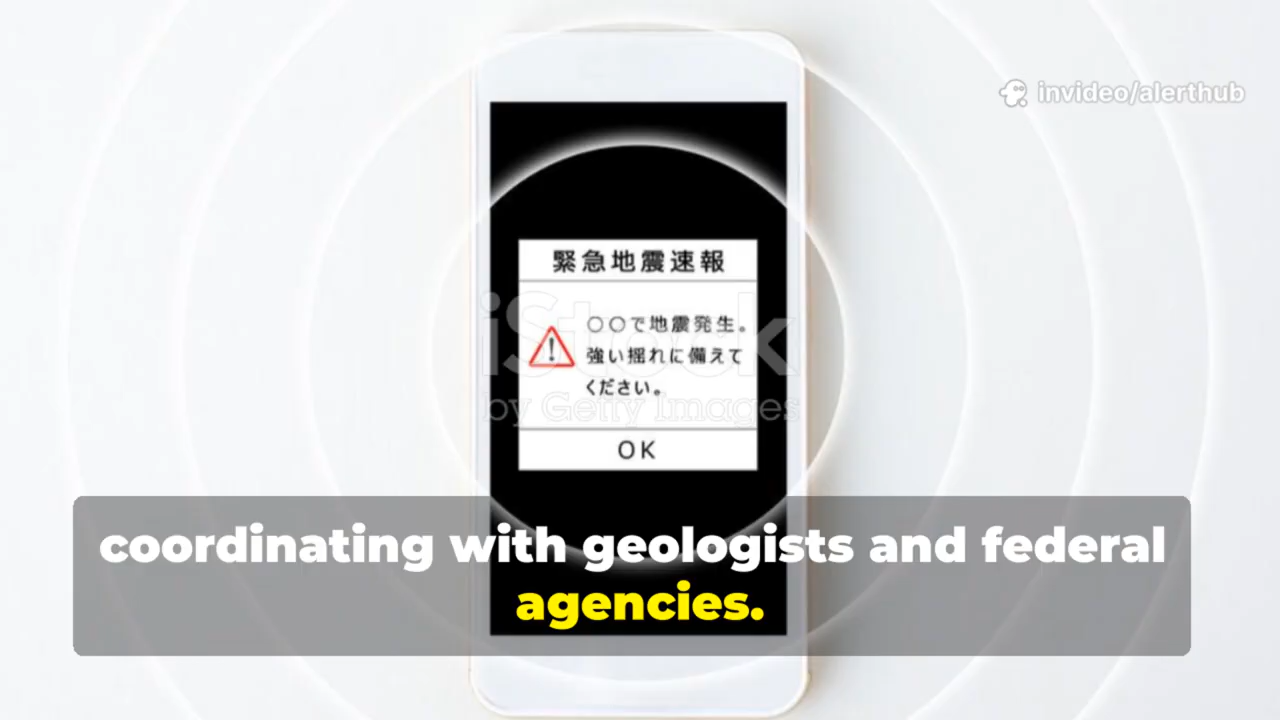 invideo/alerthub
緊急地震速報
○○で地震発生。
強い揺れに備えて
ください。
iStock
by Getty Images
OK
coordinating with geologists and federal
agencies.